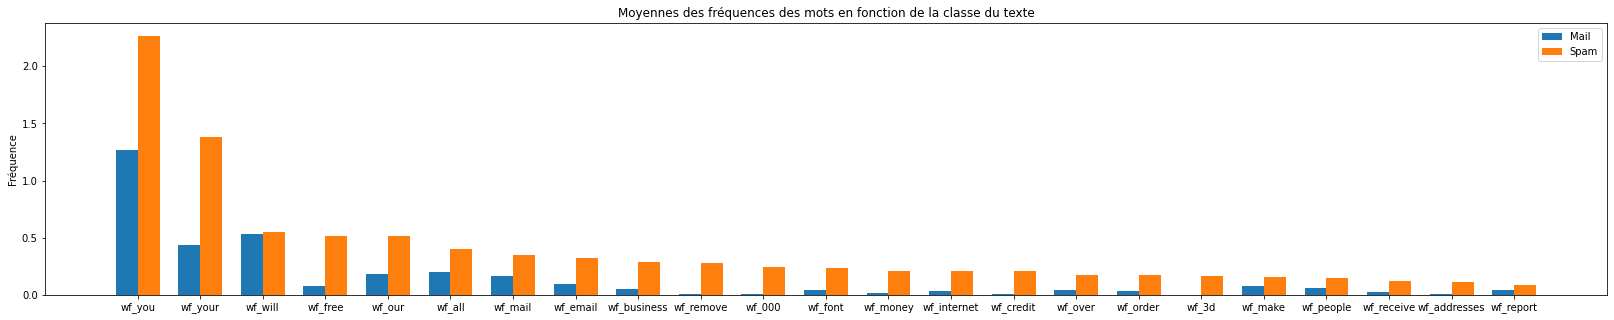 Moyennes des fréquences des mots en fonction de la classe du texte
Mail
Spam
Fréquence
2.0
1.5
1.0
0.5
0.0
wf_you wf_your wf_will wf_free wf_our wf_all wf_mail wf_email wf_business wf_remove wf_000 wf_font wf_money wf_internet wf_credit wf_over wf_order wf_3d wf_make wf_people wf_receive wf_addresses wf_report